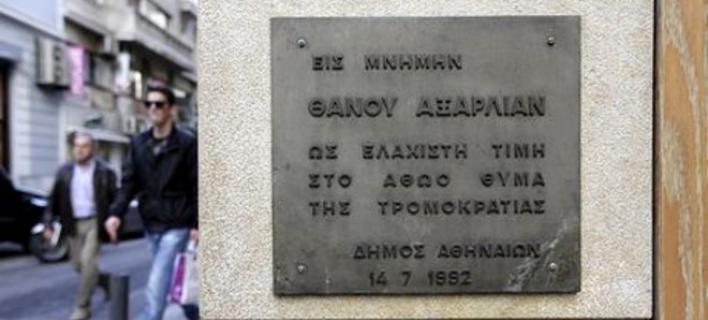 ΕΙΣ ΜΝΗΜΗΝ
ΘΑΝΟΥ ΑΞΑΡΛΙΑΝ
ΩΣ ΕΛΑΧΙΣΤΗ ΤΙΜΗ
ΣΤΟ ΑΘΩΟ ΘΥΜΑ
ΤΗΣ ΤΡΟΜΟΚΡΑΤΙΑΣ
ΔΗΜΟΣ ΑΘΗΝΑΙΩΝ
14 7 1992